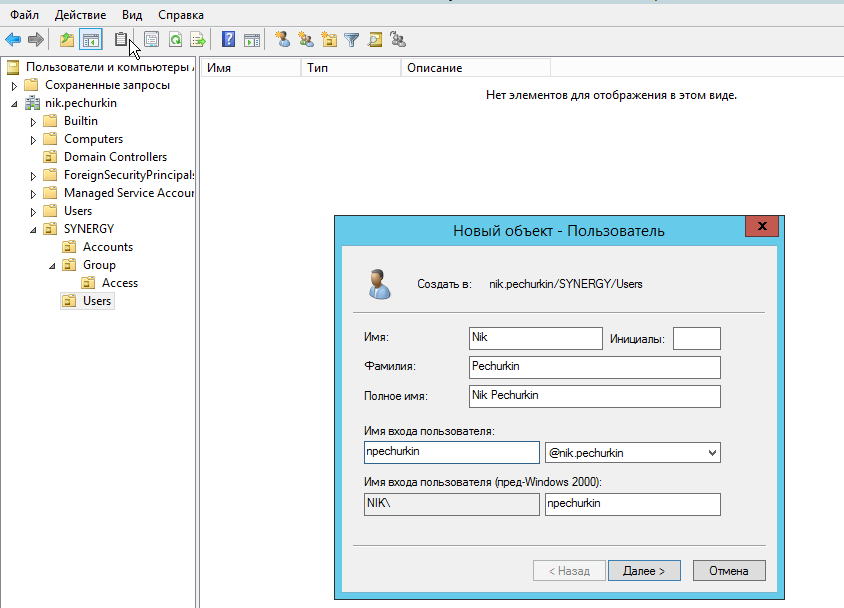 Файл Действие Вид Справка
Пользователи и компьютеры
Сохраненные запросы
nik.pechurkin
Builtin
Computers
Domain Controllers
ForeignSecurityPrincipals
Managed Service Accour
Users
SYNERGY
Accounts
Group
Access
Users
Имя Тип Описание
Нет элементов для отображения в этом виде.
Новый объект - Пользователь
Создать в: nik.pechurkin/SYNERGY/Users
Имя: Nik Инициалы:
Фамилия: Pechurkin
Полное имя: Nik Pechurkin
Имя входа пользователя:
npechurkin @nik.pechurkin
Имя входа пользователя (пред-Windows 2000):
NIK\ npechurkin
< Назад Далее > Отмена